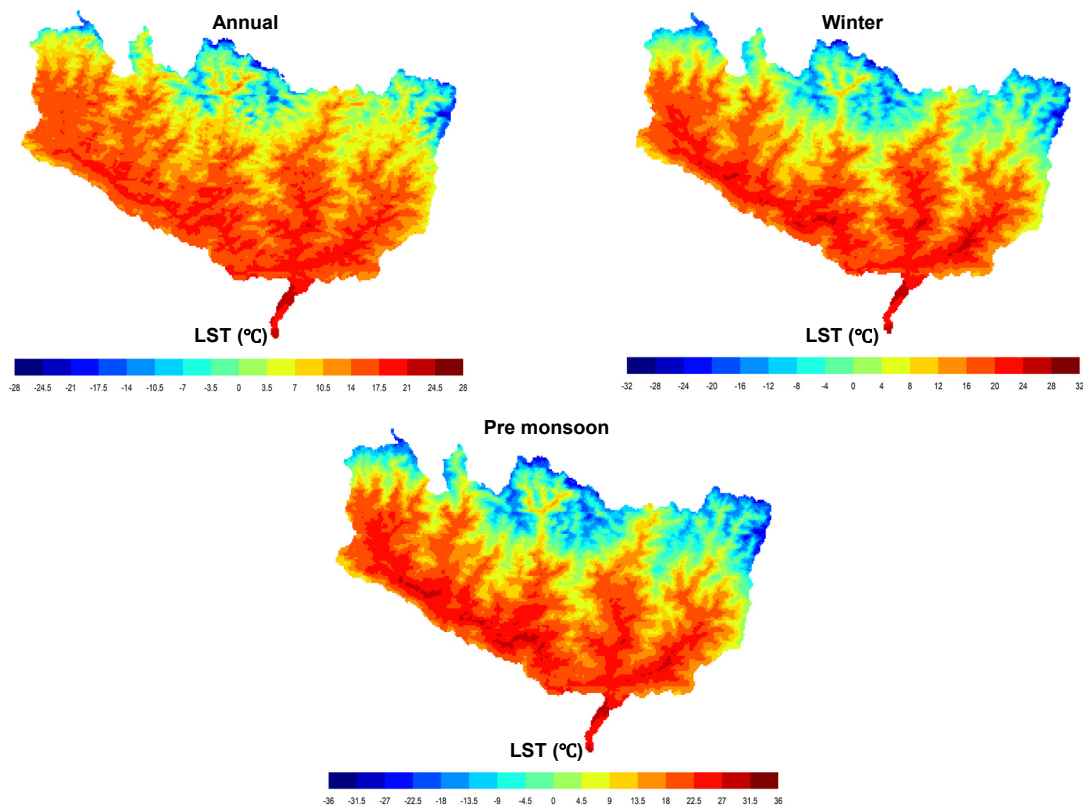 Annual
Winter
LST (℃)
LST (℃)
-28 -24.5 -21 -17.5 -14 -10.5 -7 -3.5 0 3.5 7 10.5 14 17.5 21 24.5 28
-32 -28 -24 -20 -16 -12 -8 -4 0 4 8 12 16 20 24 28 32
Pre monsoon
LST (℃)
-36 -31.5 -27 -22.5 -18 -13.5 -9 -4.5 0 4.5 9 13.5 18 22.5 27 31.5 36